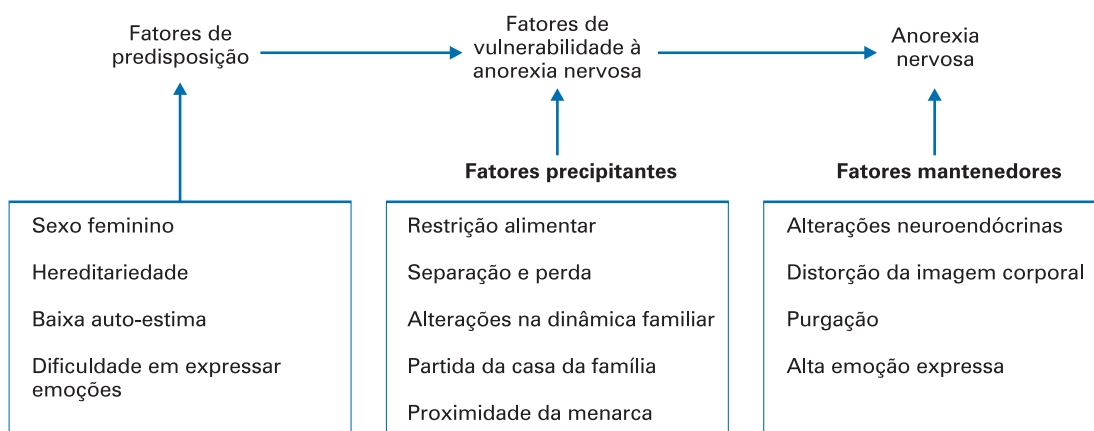 Fatores de
predisposição
Fatores de
vulnerabilidade à
anorexia nervosa
Anorexia
nervosa
Fatores precipitantes
Fatores mantenedores
Sexo feminino
Hereditariedade
Baixa auto-estima
Dificuldade em expressar
emoções
Restrição alimentar
Separação e perda
Alterações na dinâmica familiar
Partida da casa da família
Proximidade da menarca
Alterações neuroendócrinas
Distorção da imagem corporal
Purgação
Alta emoção expressa